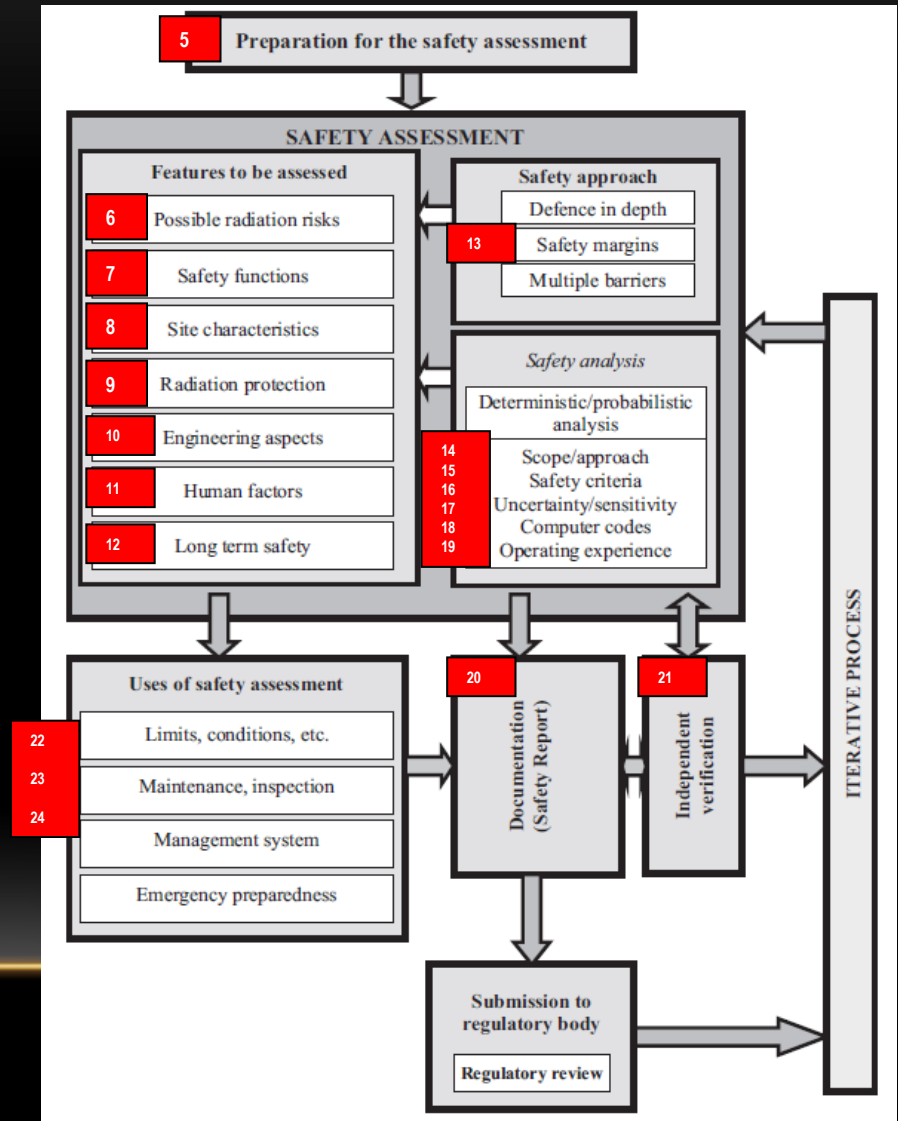 5
Preparation for the safety assessment
SAFETY ASSESSMENT
Features to be assessed
6
Possible radiation risks
7
Safety functions
8
Site characteristics
9
Radiation protection
10
Engineering aspects
11
Human factors
12
Long term safety
Safety approach
Defence in depth
13
Safety margins
Multiple barriers
Safety analysis
Deterministic/probabilistic
analysis
14
Scope/approach
15
Safety criteria
16
Uncertainty/sensitivity
17
Computer codes
18
Operating experience
19
Uses of safety assessment
22
Limits, conditions, etc.
23
Maintenance, inspection
24
Management system
Emergency preparedness
20
Documentation
(Safety Report)
21
Independent
verification
Submission to
regulatory body
Regulatory review
ITERATIVE PROCESS